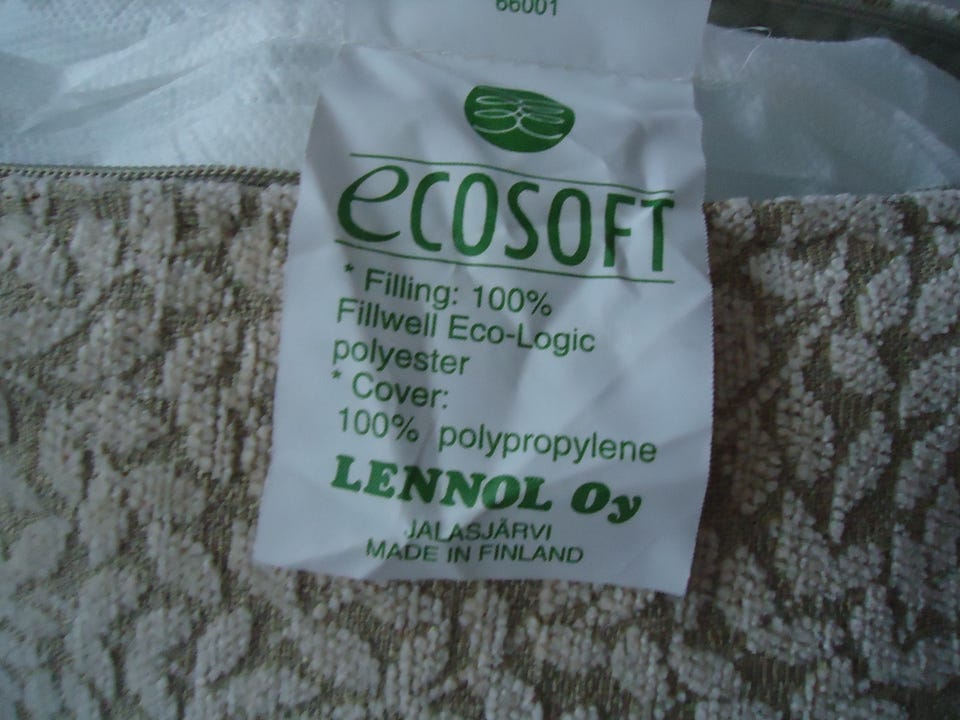 66001
ecosoft
* Filling: 100%
Fillwell Eco-Logic
polyester
* Cover:
100% polypropylene
LENNOL Oy
JALASJÄRVI
MADE IN FINLAND